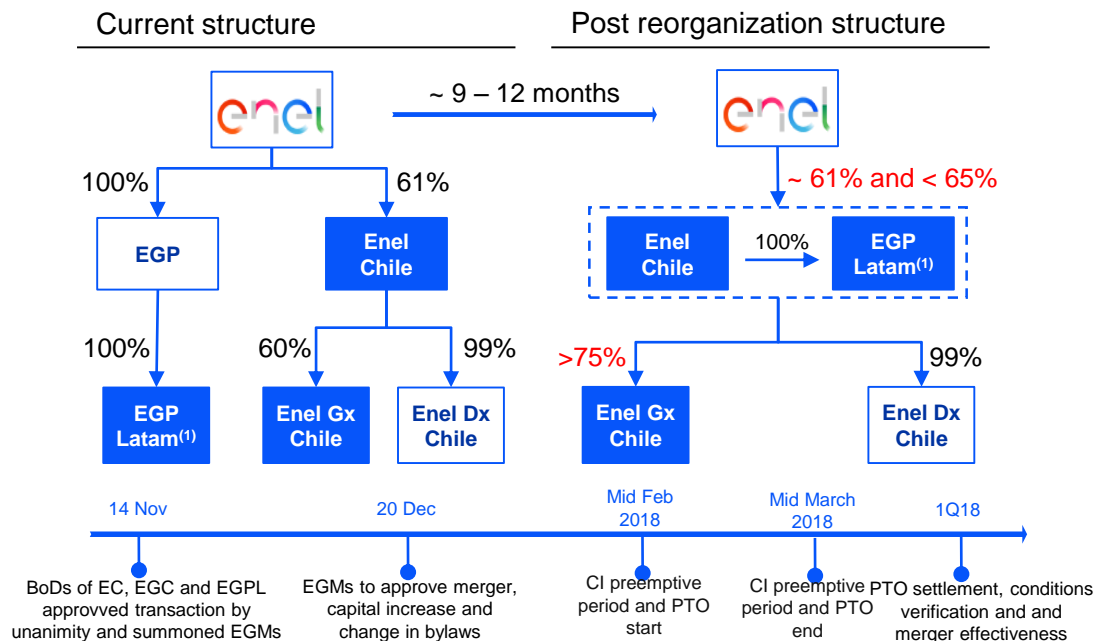 Current structure
Post reorganization structure
enel
~ 9 – 12 months
enel
100%
61%
~ 61% and < 65%
EGP
Enel
Chile
Enel
Chile
100%
EGP
Latam(1)
100%
60%
99%
>75%
99%
EGP
Latam(1)
Enel Gx
Chile
Enel Dx
Chile
Enel Gx
Chile
Enel Dx
Chile
14 Nov
20 Dec
Mid Feb
2018
Mid March
2018
1Q18
BoDs of EC, EGC and EGPL
approvved transaction by
unanimity and summoned EGMs
EGMs to approve merger,
capital increase and
change in bylaws
CI preemptive
period and PTO
start
CI preemptive
period and PTO
end
PTO settlement, conditions
verification and and
merger effectiveness